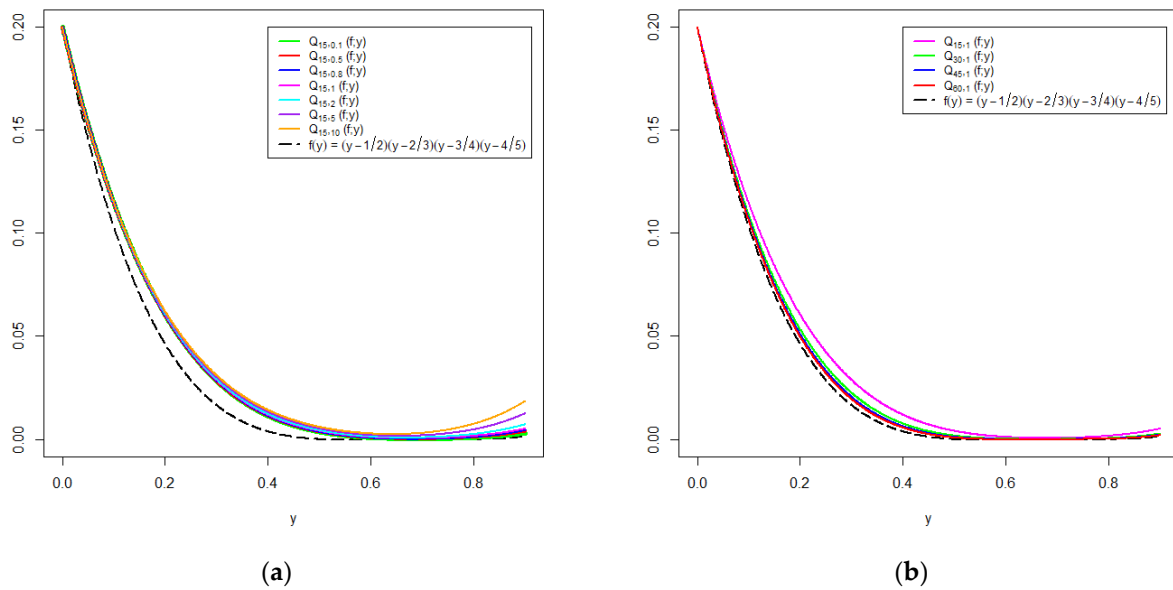 0.20
0.15
0.10
0.05
0.00
0.0 0.2 0.4 0.6 0.8
y
Q15,0.1 (f;y)
Q15,0.5 (f;y)
Q15,0.8 (f;y)
Q15,1 (f;y)
Q15,2 (f;y)
Q15,5 (f;y)
Q15,10 (f;y)
f(y) = (y−1/2)(y−2/3)(y−3/4)(y−4/5)
(a)
0.20
0.15
0.10
0.05
0.00
0.0 0.2 0.4 0.6 0.8
y
Q15,1 (f;y)
Q30,1 (f;y)
Q45,1 (f;y)
Q60,1 (f;y)
f(y) = (y−1/2)(y−2/3)(y−3/4)(y−4/5)
(b)